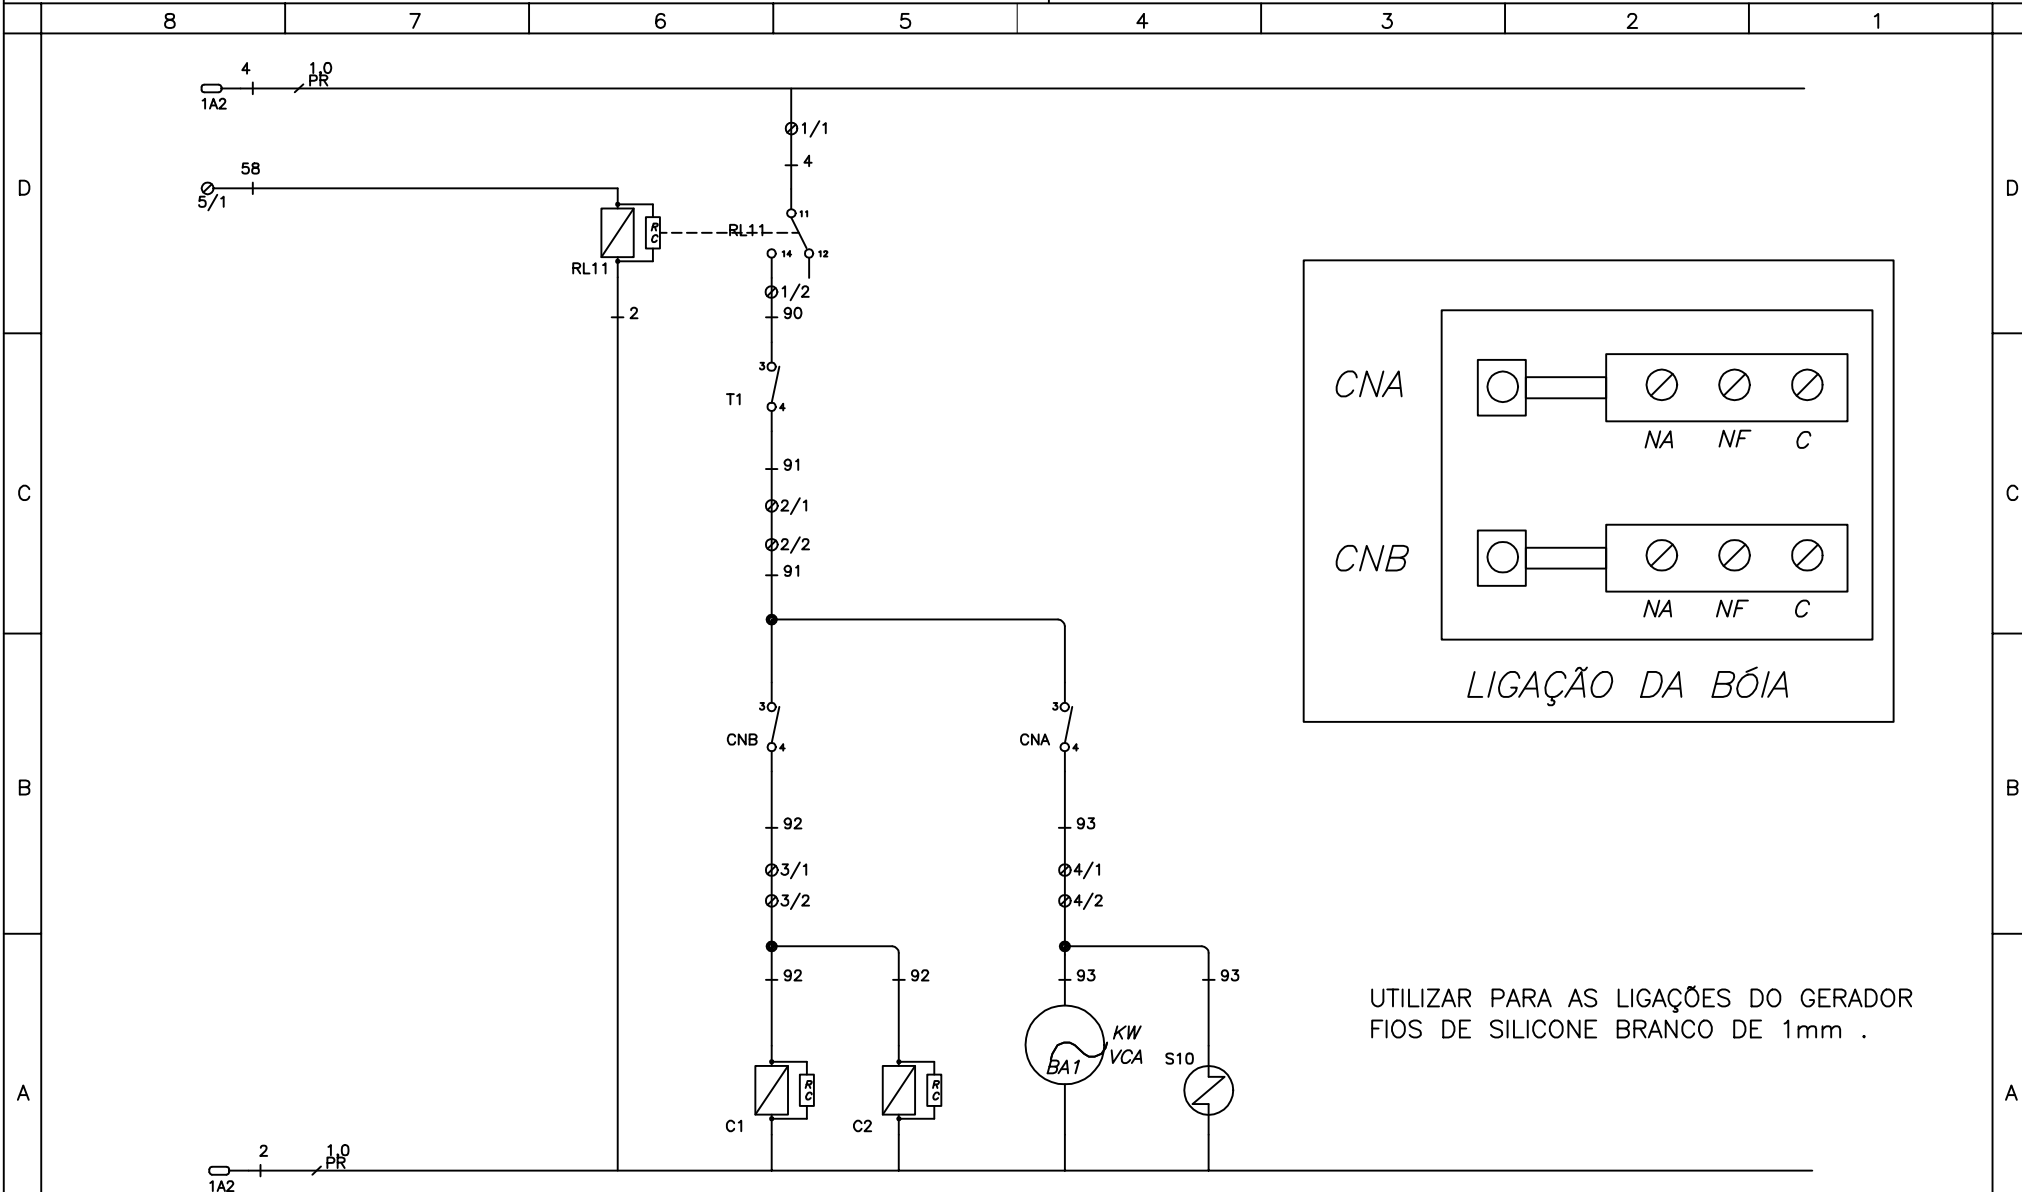 8 7 6 5 4 3 2 1
4 1,0
PR
1A2
1/1
4
58
D D
5/1
11
RL11
R
C
14 12
RL11
1/2
2 90
3
CNA
T1 4
NA NF C
91
C C
2/1
2/2
CNB
91
NA NF C
LIGAÇÃO DA BÓIA
3 3
CNB 4 CNA 4
B B
92 93
3/1 4/1
3/2 4/2
92 92 93 93
UTILIZAR PARA AS LIGAÇÕES DO GERADOR
FIOS DE SILICONE BRANCO DE 1mm .
KW
VCA
BA1
S10
R
C
R
C
A A
C1 C2
2 1,0
PR
1A2